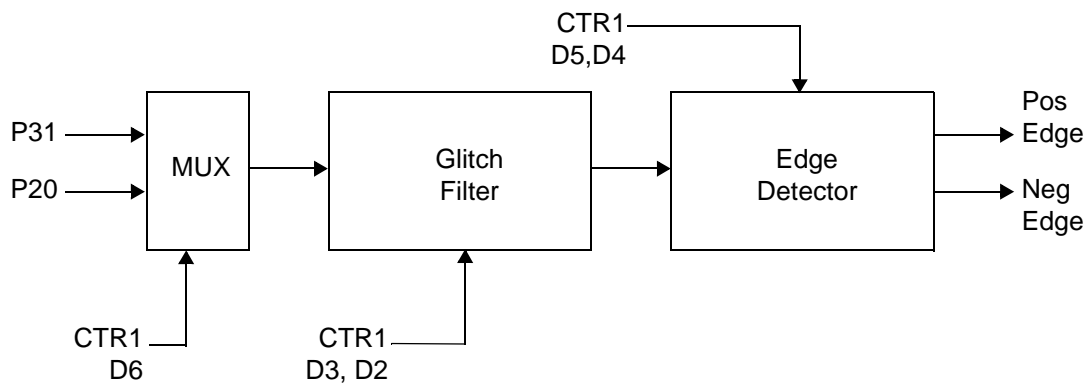 CTR1
D5,D4
P31
P20
MUX
Glitch
Filter
Edge
Detector
Pos
Edge
Neg
Edge
CTR1
D6
CTR1
D3, D2